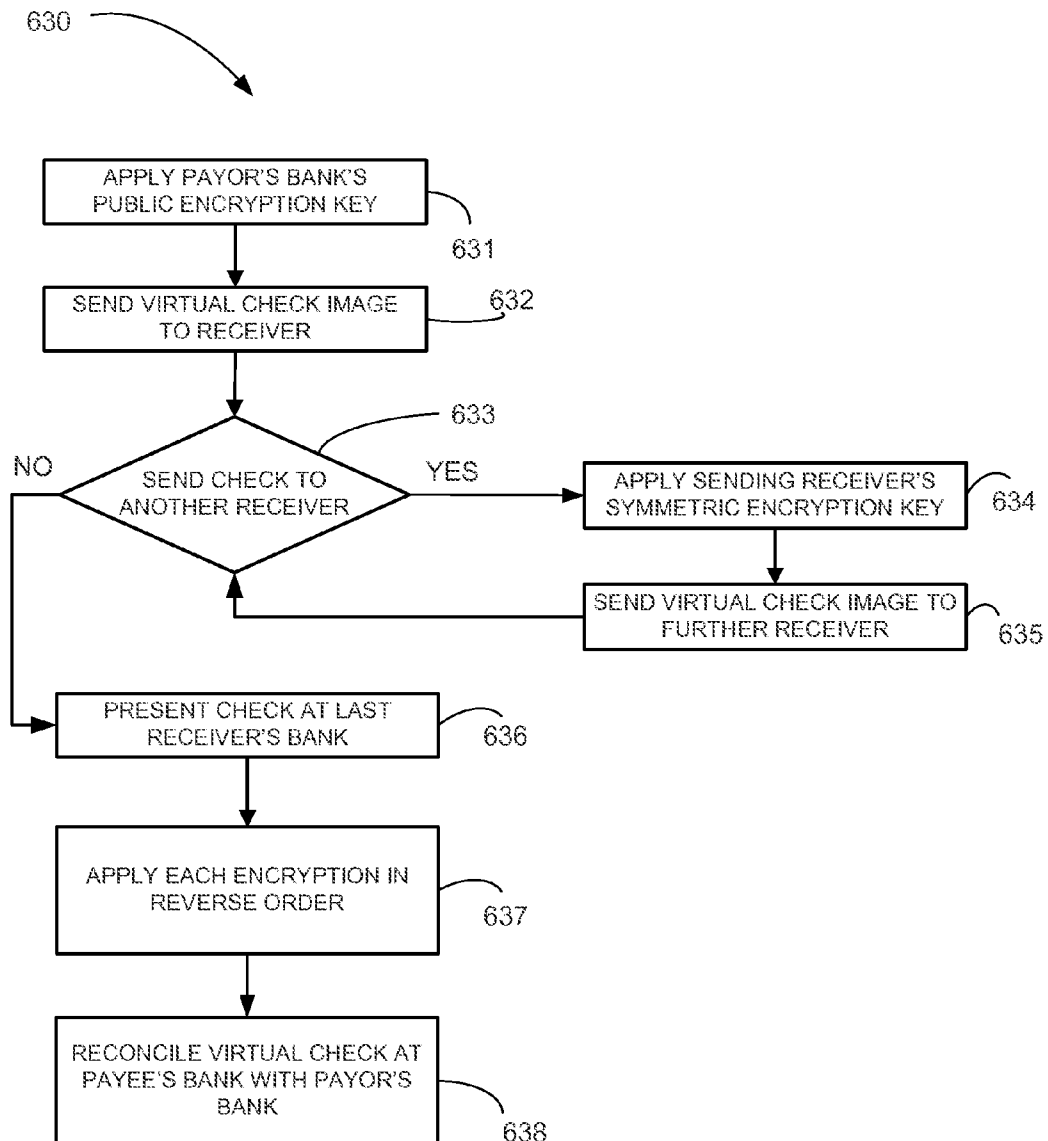 630
APPLY PAYOR'S BANK'S
PUBLIC ENCRYPTION KEY
631
SEND VIRTUAL CHECK IMAGE
TO RECEIVER
632
633
NO
SEND CHECK TO
ANOTHER RECEIVER
YES
APPLY SENDING RECEIVER'S
SYMMETRIC ENCRYPTION KEY
634
SEND VIRTUAL CHECK IMAGE TO
FURTHER RECEIVER
635
PRESENT CHECK AT LAST
RECEIVER'S BANK
636
APPLY EACH ENCRYPTION IN
REVERSE ORDER
637
RECONCILE VIRTUAL CHECK AT
PAYEE'S BANK WITH PAYOR'S
BANK
638